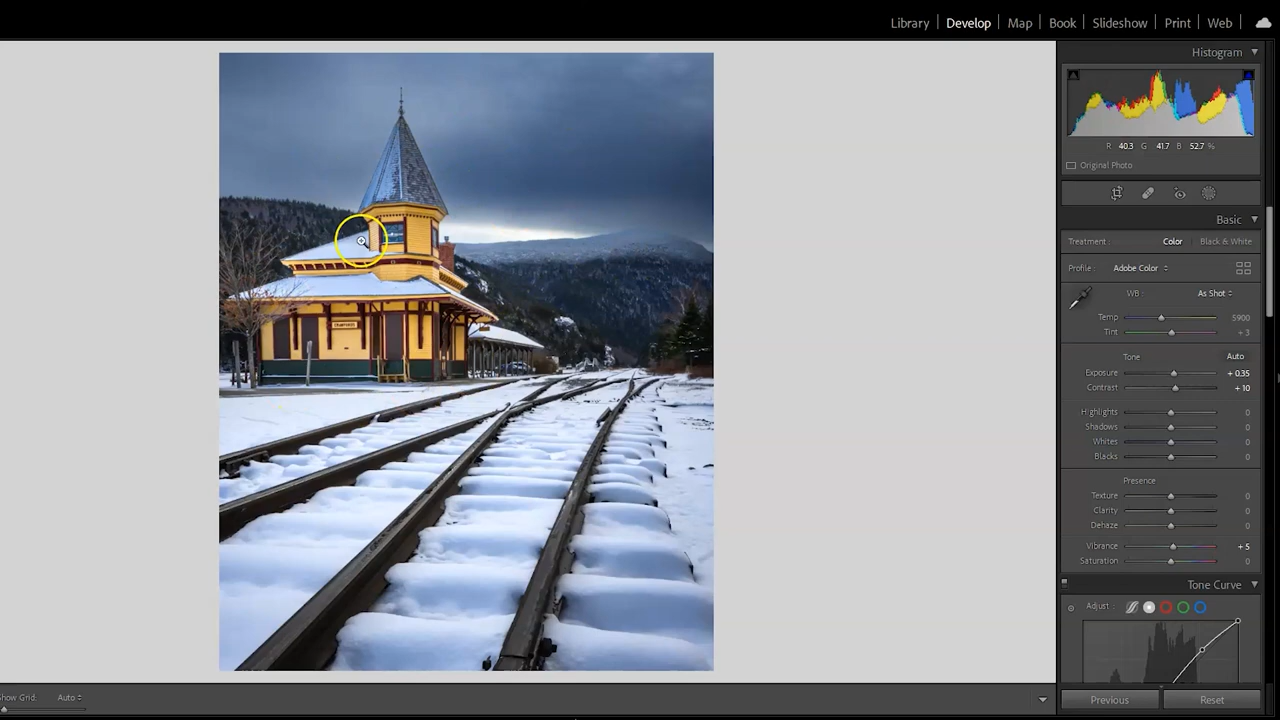 Library Develop Map Book Slideshow Print Web
Histogram
R 40.3 G 41.7 B 52.7 %
Original Photo
Basic
Treatment: Color Black & White
Profile: Adobe Color
WB: As Shot
Temp 5900
Tint + 3
Tone Auto
Exposure + 0.35
Contrast + 10
Highlights 0
Shadows 0
Whites 0
Blacks 0
Presence
Texture 0
Clarity 0
Dehaze 0
Vibrance + 5
Saturation 0
Tone Curve
Adjust:
Show Grid: Auto
Previous Reset